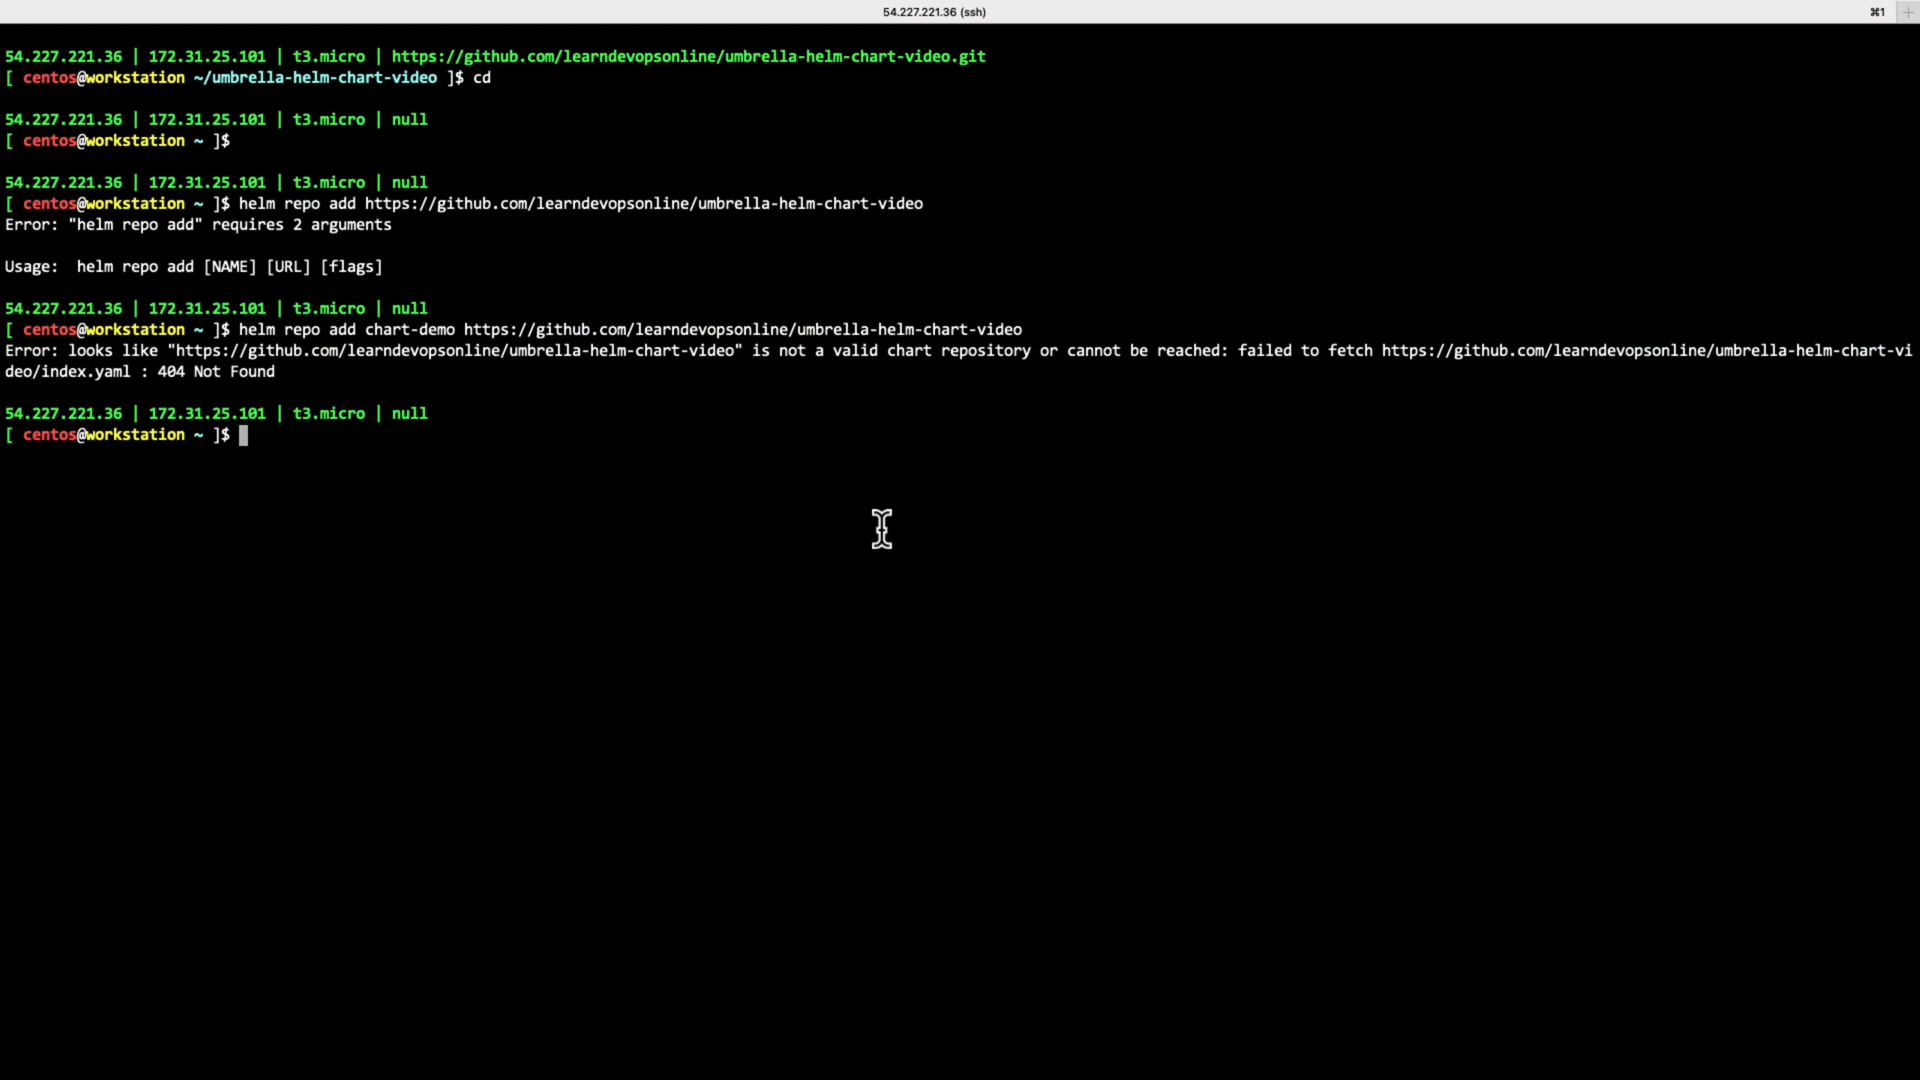 54.227.221.36 (ssh)
⌘1
54.227.221.36 | 172.31.25.101 | t3.micro | https://github.com/learndevopsonline/umbrella-helm-chart-video.git
[ centos@workstation ~/umbrella-helm-chart-video ]$ cd
54.227.221.36 | 172.31.25.101 | t3.micro | null
[ centos@workstation ~ ]$
54.227.221.36 | 172.31.25.101 | t3.micro | null
[ centos@workstation ~ ]$ helm repo add https://github.com/learndevopsonline/umbrella-helm-chart-video
Error: "helm repo add" requires 2 arguments
Usage:  helm repo add [NAME] [URL] [flags]
54.227.221.36 | 172.31.25.101 | t3.micro | null
[ centos@workstation ~ ]$ helm repo add chart-demo https://github.com/learndevopsonline/umbrella-helm-chart-video
Error: looks like "https://github.com/learndevopsonline/umbrella-helm-chart-video" is not a valid chart repository or cannot be reached: failed to fetch https://github.com/learndevopsonline/umbrella-helm-chart-vi
deo/index.yaml : 404 Not Found
54.227.221.36 | 172.31.25.101 | t3.micro | null
[ centos@workstation ~ ]$